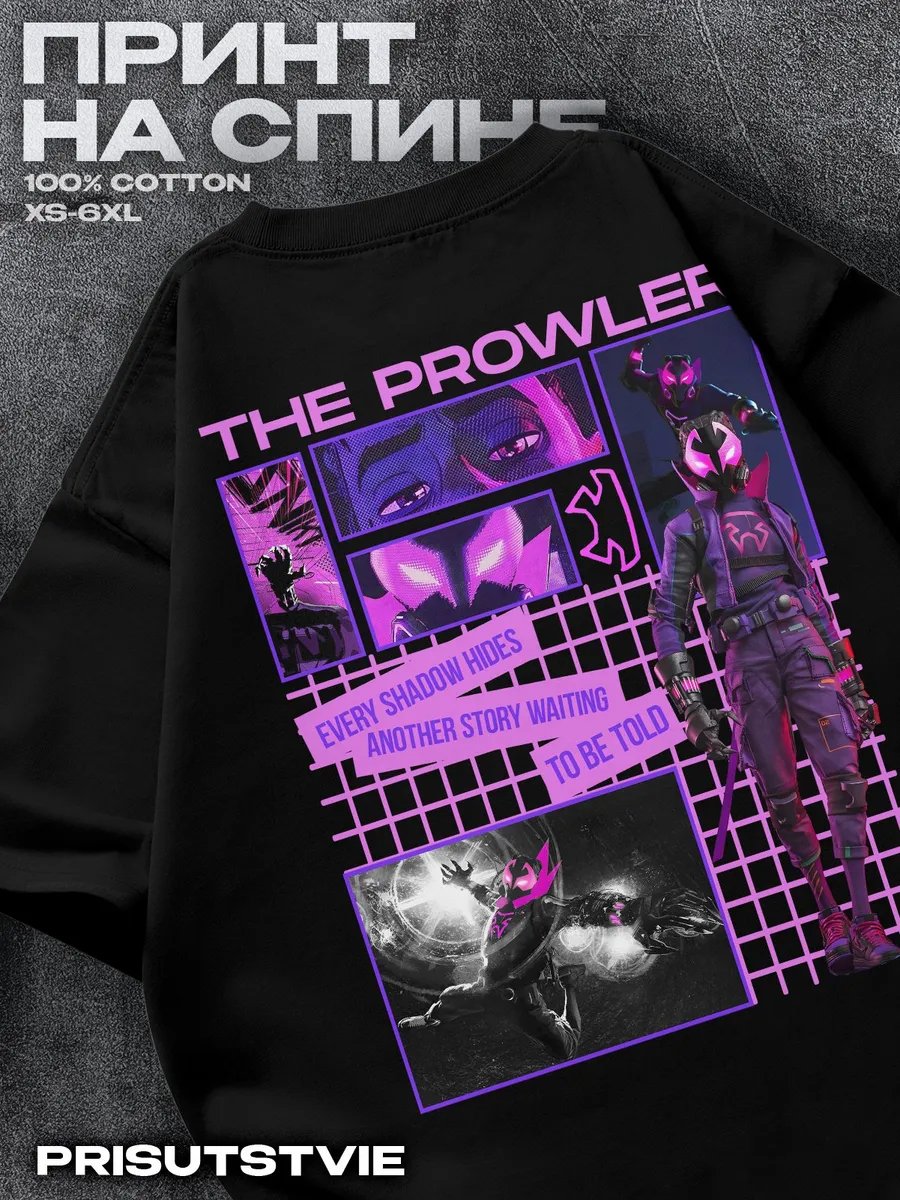 ПРИНТ
НА СПИНЕ
100% COTTON
XS-6XL
THE PROWLER
EVERY SHADOW HIDES
ANOTHER STORY WAITING
TO BE TOLD
PRISUTSTVIE